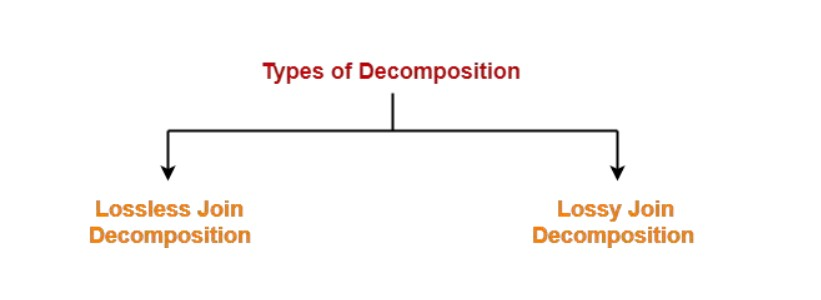 Types of Decomposition
Lossless Join
Decomposition
Lossy Join
Decomposition